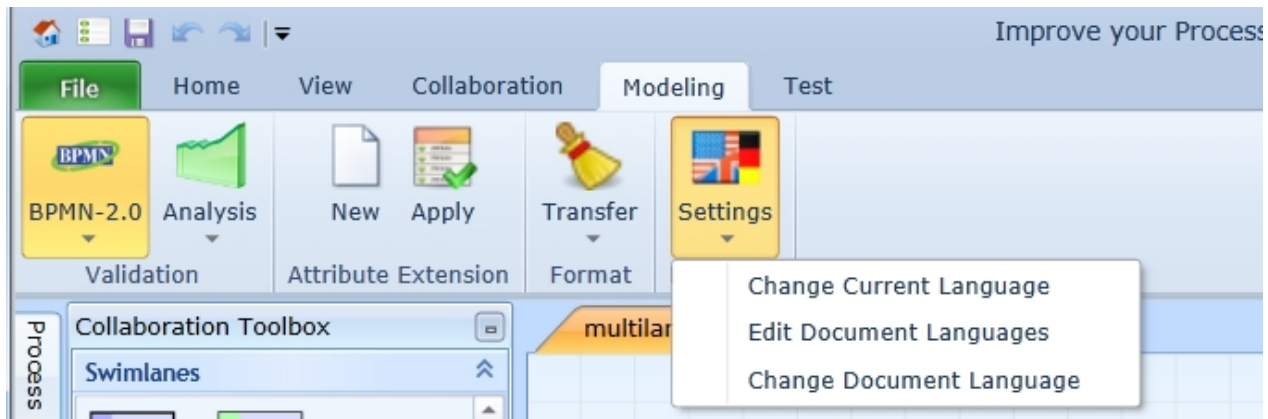 Improve your Process
File Home View Collaboration Modeling Test
BPMN
BPMN-2.0 Analysis New Apply Transfer Settings
Validation Attribute Extension Format
Change Current Language
Edit Document Languages
Change Document Language
Process
Collaboration Toolbox
multilan
Swimlanes